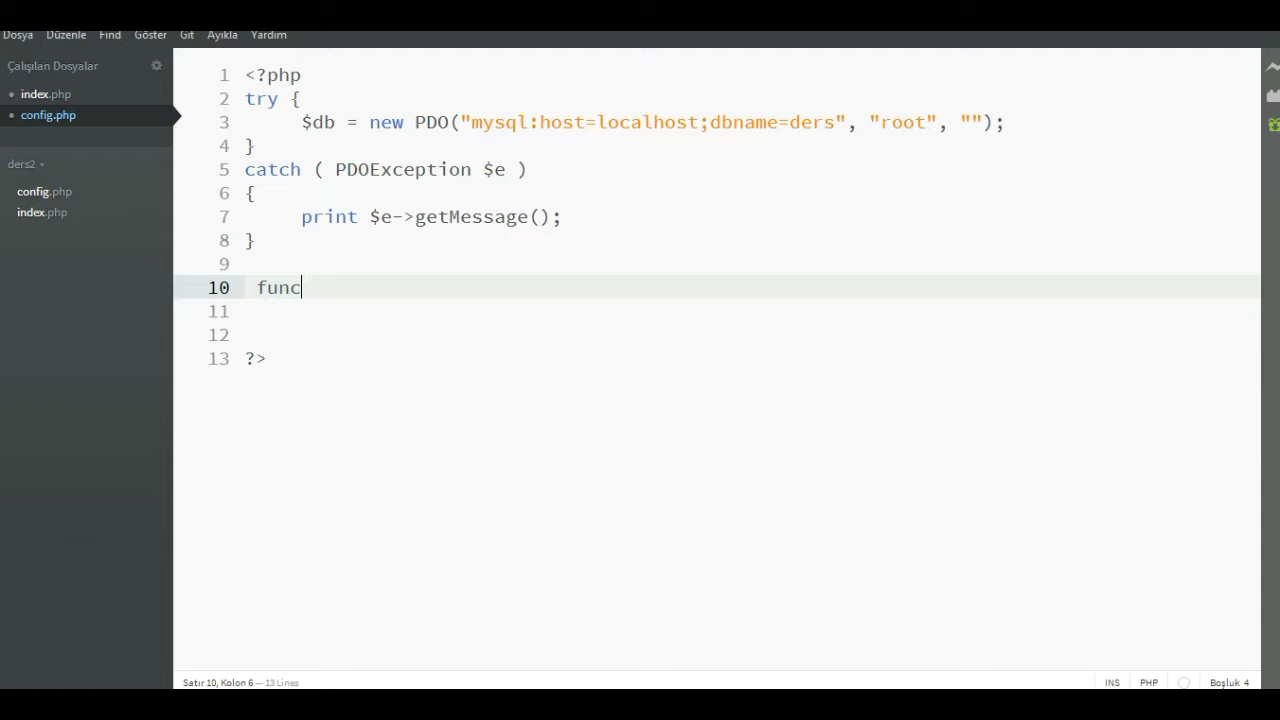 Dosya Düzenle Find Göster Git Ayıkla Yardım
Çalışılan Dosyalar
index.php
config.php
ders2
config.php
index.php
1 <?php
2 try {
3 $db = new PDO("mysql:host=localhost;dbname=ders", "root", "");
4 }
5 catch ( PDOException $e )
6 {
7 print $e->getMessage();
8 }
9
10 func
11
12
13 ?>
Satır 10, Kolon 6 — 13 Lines
INS PHP Boşluk 4